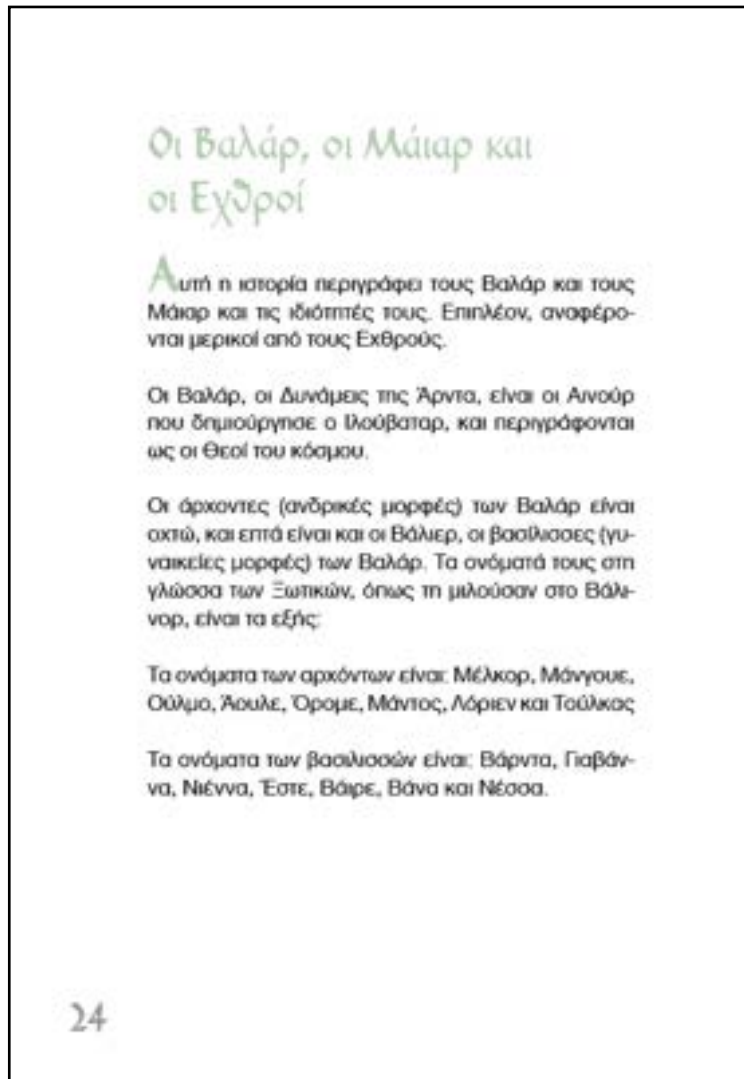 Οι Βαλάρ, οι Μάιαρ και
οι Εχθροί
Αυτή η ιστορία περιγράφει τους Βαλάρ και τους
Μάιαρ και τις ιδιότητές τους. Επιπλέον, αναφέρο-
νται μερικοί από τους Εχθρούς.
Οι Βαλάρ, οι Δυνάμεις της Άρντα, είναι οι Αινούρ
που δημιούργησε ο Ιλούβαταρ, και περιγράφονται
ως οι Θεοί του κόσμου.
Οι άρχοντες (ανδρικές μορφές) των Βαλάρ είναι
οχτώ, και επτά είναι και οι Βάλιερ, οι βασίλισσες (γυ-
ναικείες μορφές) των Βαλάρ. Τα ονόματά τους στη
γλώσσα των Ξωτικών, όπως τη μιλούσαν στο Βάλι-
νορ, είναι τα εξής:
Τα ονόματα των αρχόντων είναι: Μέλκορ, Μάνγουε,
Ούλμο, Άουλε, Όρομε, Μάντος, Λόριεν και Τούλκας
Τα ονόματα των βασιλισσών είναι: Βάρντα, Γιαβάν-
να, Νιέννα, Έστε, Βάιρε, Βάνα και Νέσσα.
24